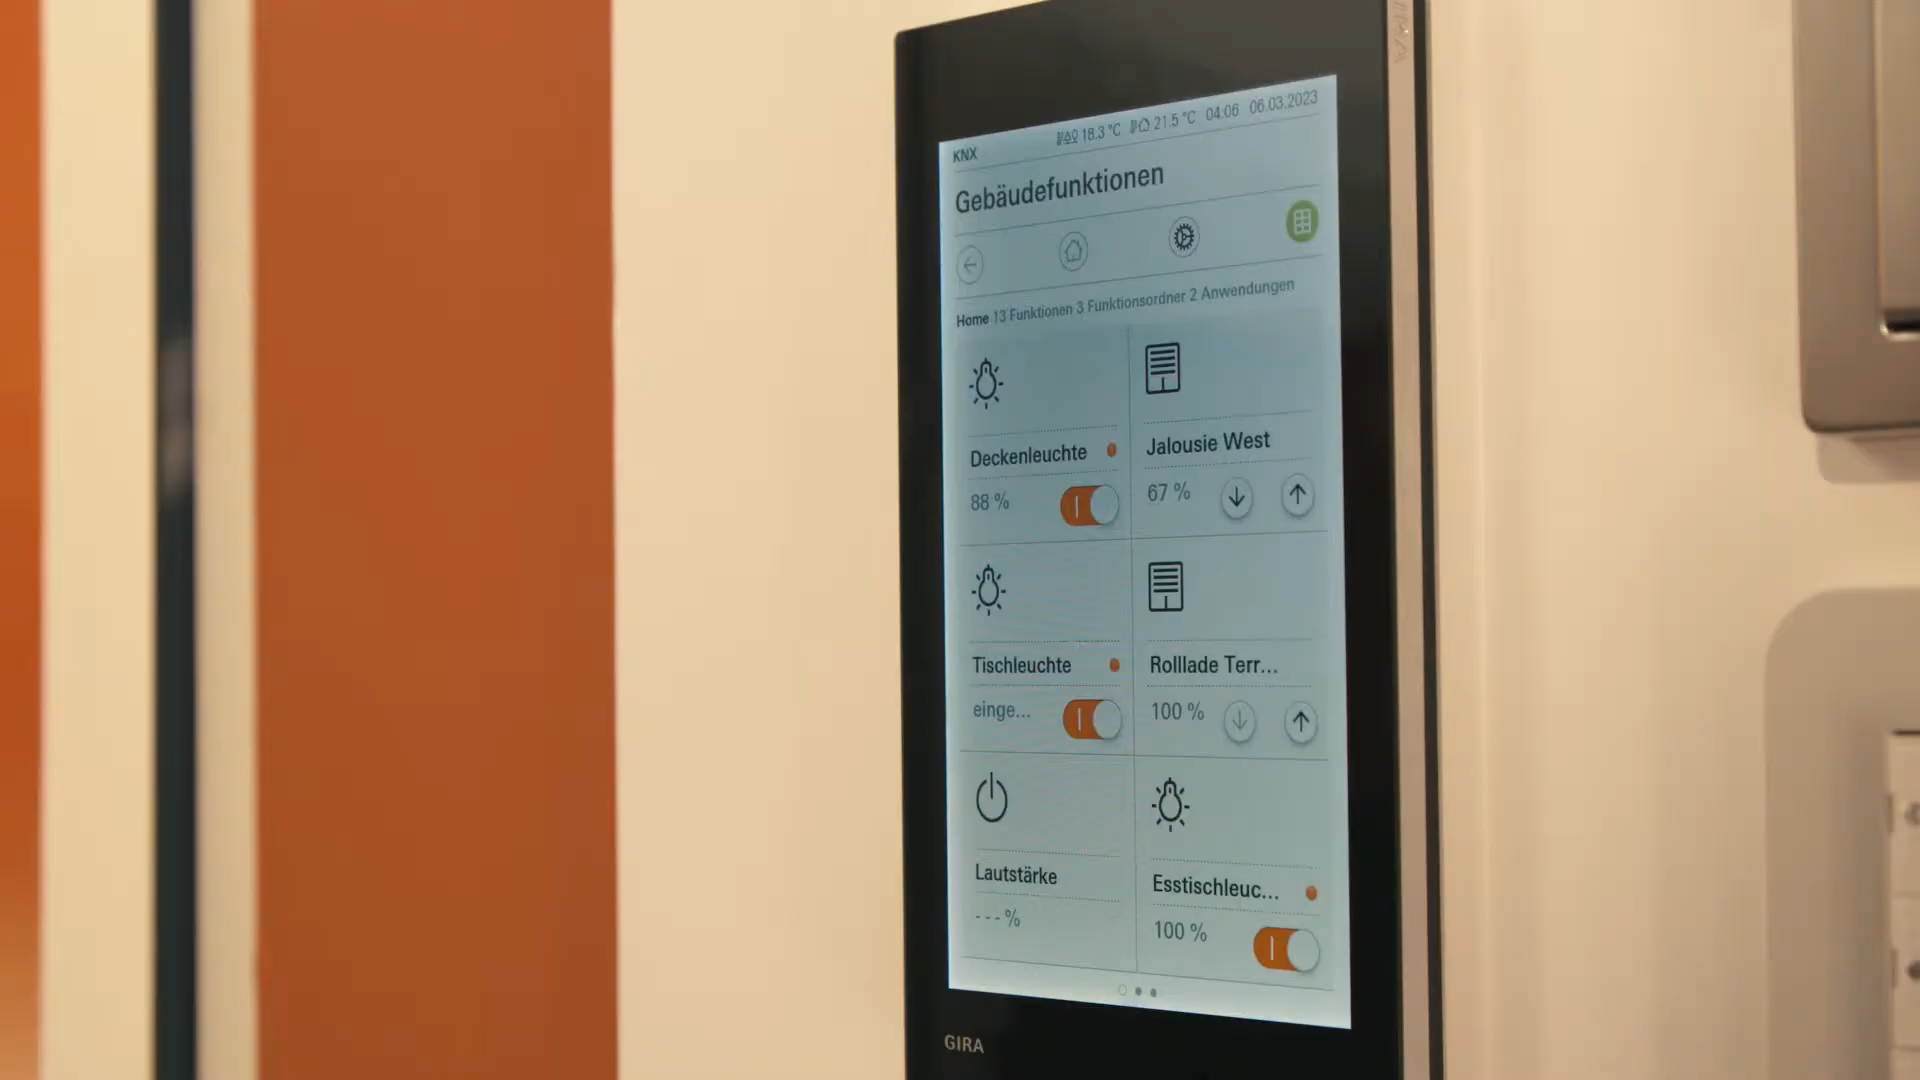 KNX 18.3 °C 21.5 °C 04:06 06.03.2023
Gebäudefunktionen
Home 13 Funktionen 3 Funktionsordner 2 Anwendungen
Deckenleuchte
88 %
Jalousie West
67 %
Tischleuchte
einge...
Rolllade Terr...
100 %
Lautstärke
--- %
Esstischleuc...
100 %
GIRA